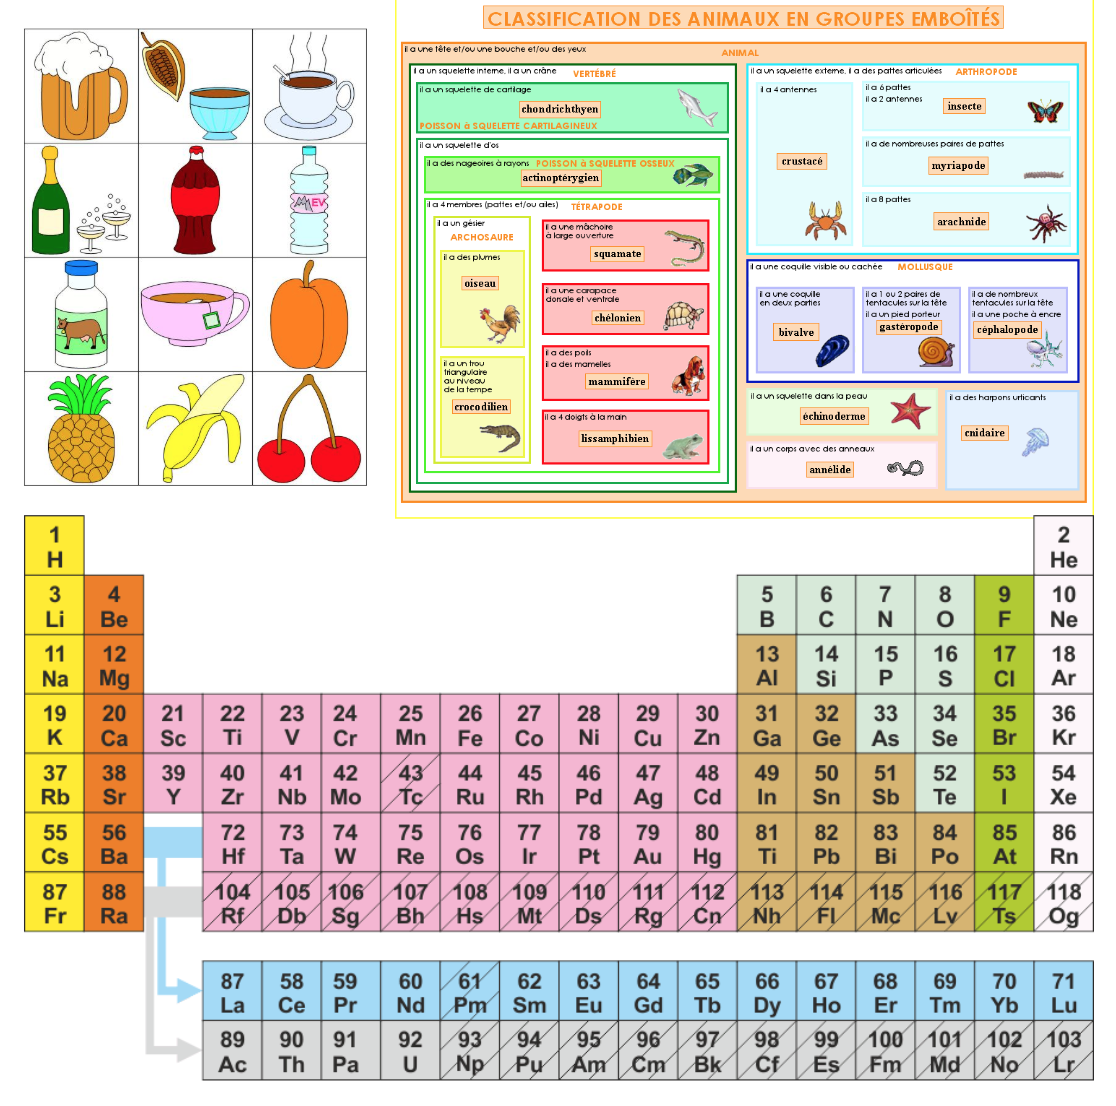 EV
CLASSIFICATION DES ANIMAUX EN GROUPES EMBOÎTÉS
il a une tête et/ou une bouche et/ou des yeux
ANIMAL
il a un squelette interne, il a un crâne VERTÉBRÉ
il a un squelette de cartilage
chondrichthyen
POISSON à SQUELETTE CARTILAGINEUX
il a un squelette d'os
il a des nageoires à rayons POISSON à SQUELETTE OSSEUX
actinoptérygien
il a 4 membres (pattes et/ou ailes) TÉTRAPODE
il a un gésier
ARCHOSAURE
il a des plumes
oiseau
il a un trou
triangulaire
au niveau
de la tempe
crocodilien
il a une mâchoire
à large ouverture
squamate
il a une carapace
dorsale et ventrale
chélonien
il a des poils
il a des mamelles
mammifère
il a 4 doigts à la main
lissamphibien
il a un squelette externe, il a des pattes articulées ARTHROPODE
il a 4 antennes
crustacé
il a 6 pattes
il a 2 antennes
insecte
il a de nombreuses paires de pattes
myriapode
il a 8 pattes
arachnide
il a une coquille visible ou cachée MOLLUSQUE
il a une coquille
en deux parties
bivalve
il a 1 ou 2 paires de
tentacules sur la tête
il a un pied porteur
gastéropode
il a de nombreux
tentacules sur la tête
il a une poche à encre
céphalopode
il a un squelette dans la peau
échinoderme
il a un corps avec des anneaux
annélide
il a des harpons urticants
cnidaire
1 2
H He
3 4 5 6 7 8 9 10
Li Be B C N O F Ne
11 12 13 14 15 16 17 18
Na Mg Al Si P S Cl Ar
19 20 21 22 23 24 25 26 27 28 29 30 31 32 33 34 35 36
K Ca Sc Ti V Cr Mn Fe Co Ni Cu Zn Ga Ge As Se Br Kr
37 38 39 40 41 42 43 44 45 46 47 48 49 50 51 52 53 54
Rb Sr Y Zr Nb Mo Tc Ru Rh Pd Ag Cd In Sn Sb Te I Xe
55 56 72 73 74 75 76 77 78 79 80 81 82 83 84 85 86
Cs Ba Hf Ta W Re Os Ir Pt Au Hg Ti Pb Bi Po At Rn
87 88 104 105 106 107 108 109 110 111 112 113 114 115 116 117 118
Fr Ra Rf Db Sg Bh Hs Mt Ds Rg Cn Nh Fl Mc Lv Ts Og
87 58 59 60 61 62 63 64 65 66 67 68 69 70 71
La Ce Pr Nd Pm Sm Eu Gd Tb Dy Ho Er Tm Yb Lu
89 90 91 92 93 94 95 96 97 98 99 100 101 102 103
Ac Th Pa U Np Pu Am Cm Bk Cf Es Fm Md No Lr